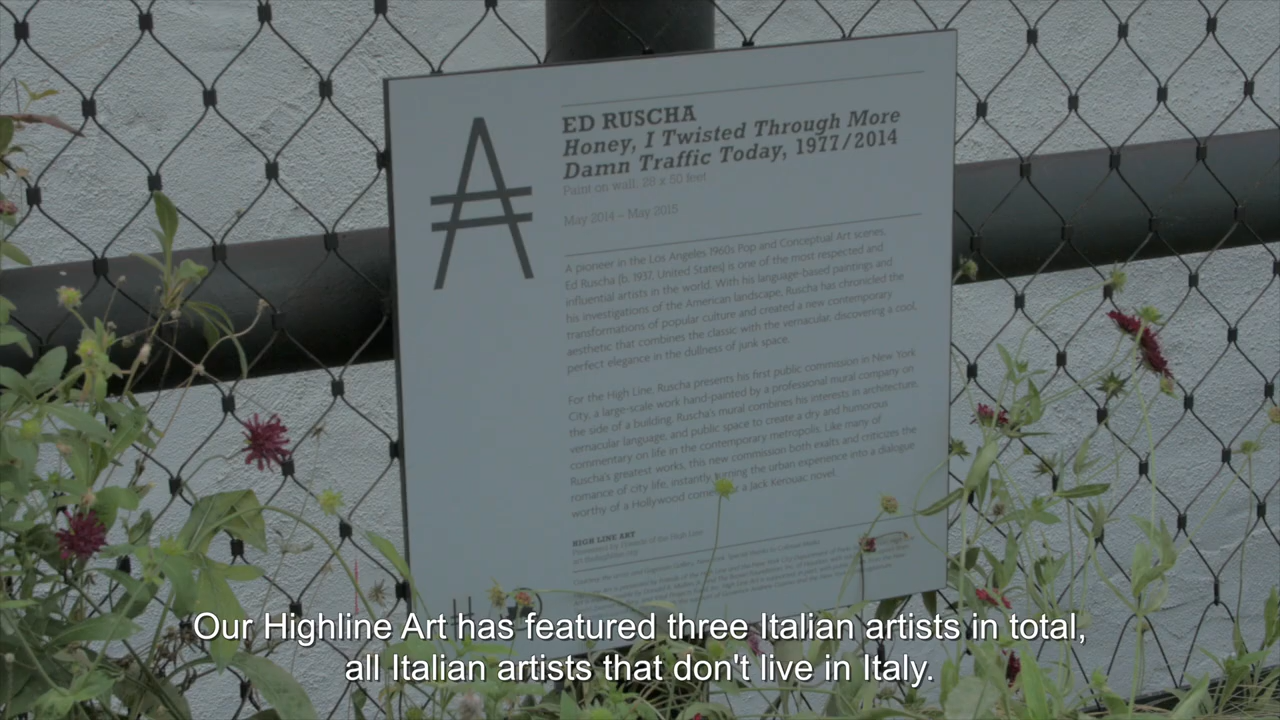 ED RUSCHA
Honey, I Twisted Through More
Damn Traffic Today, 1977/2014
Paint on wall, 28 x 50 feet
May 2014 – May 2015
A pioneer in the Los Angeles 1960s Pop and Conceptual Art scenes,
Ed Ruscha (b. 1937, United States) is one of the most respected and
influential artists in the world. With his language-based paintings and
his investigations of the American landscape, Ruscha has chronicled the
transformations of popular culture and created a new contemporary
aesthetic that combines the classic with the vernacular, discovering a cool,
perfect elegance in the dullness of junk space.
For the High Line, Ruscha presents his first public commission in New York
City, a large-scale work hand-painted by a professional mural company on
the side of a building. Ruscha's mural combines his interests in architecture,
vernacular language, and public space to create a dry and humorous
commentary on life in the contemporary metropolis. Like many of
Ruscha's greatest works, this new commission both exalts and criticizes the
romance of city life, instantly turning the urban experience into a dialogue
worthy of a Hollywood comedy or a Jack Kerouac novel.
HIGH LINE ART
Presented by Friends of the High Line
art.thehighline.org
Our Highline Art has featured three Italian artists in total,
all Italian artists that don't live in Italy.